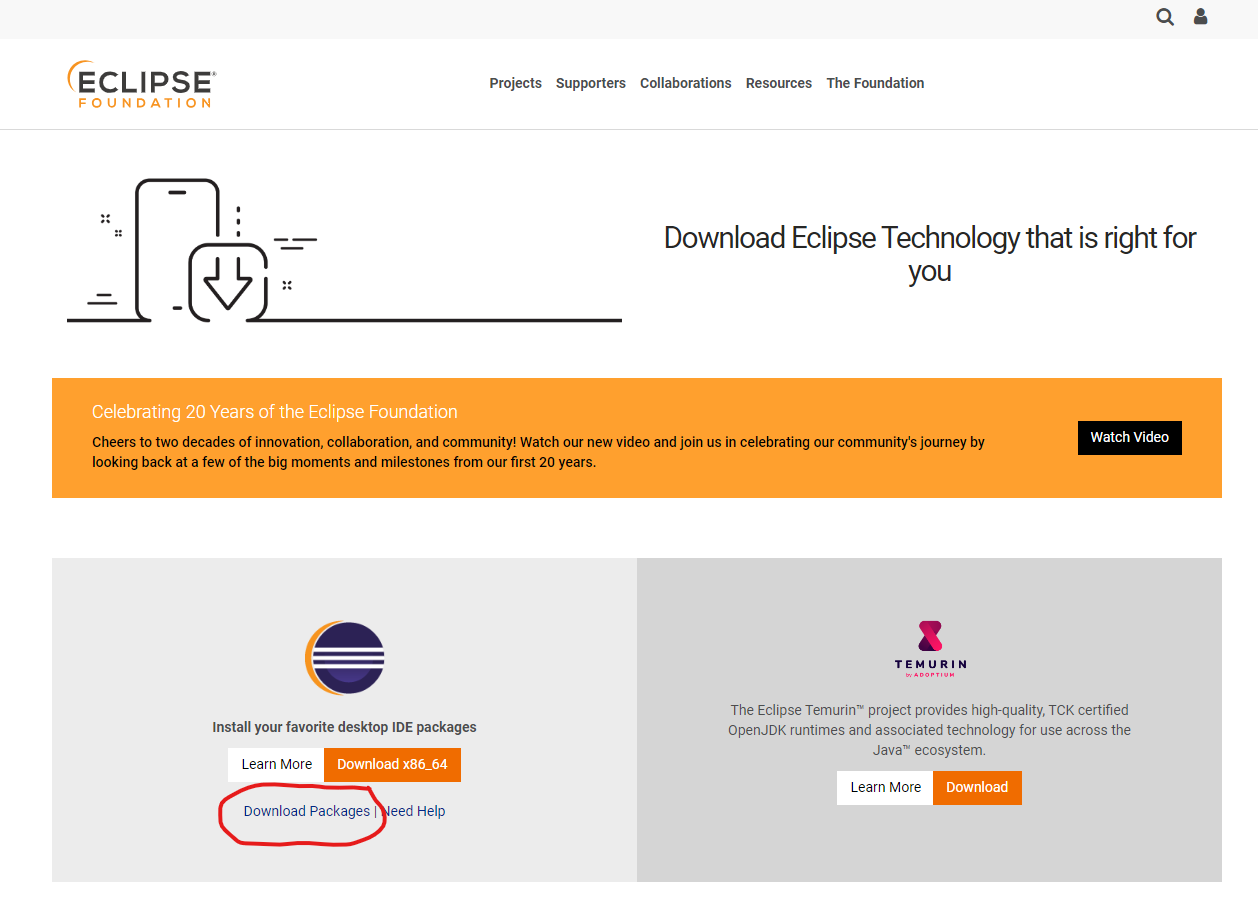 ECLIPSE®
FOUNDATION
Projects Supporters Collaborations Resources The Foundation
Download Eclipse Technology that is right for
you
Celebrating 20 Years of the Eclipse Foundation
Cheers to two decades of innovation, collaboration, and community! Watch our new video and join us in celebrating our community's journey by
looking back at a few of the big moments and milestones from our first 20 years.
Watch Video
Install your favorite desktop IDE packages
Learn More Download x86_64
Download Packages | Need Help
TEMURIN
by ADOPTIUM
The Eclipse Temurin™ project provides high-quality, TCK certified
OpenJDK runtimes and associated technology for use across the
Java™ ecosystem.
Learn More Download